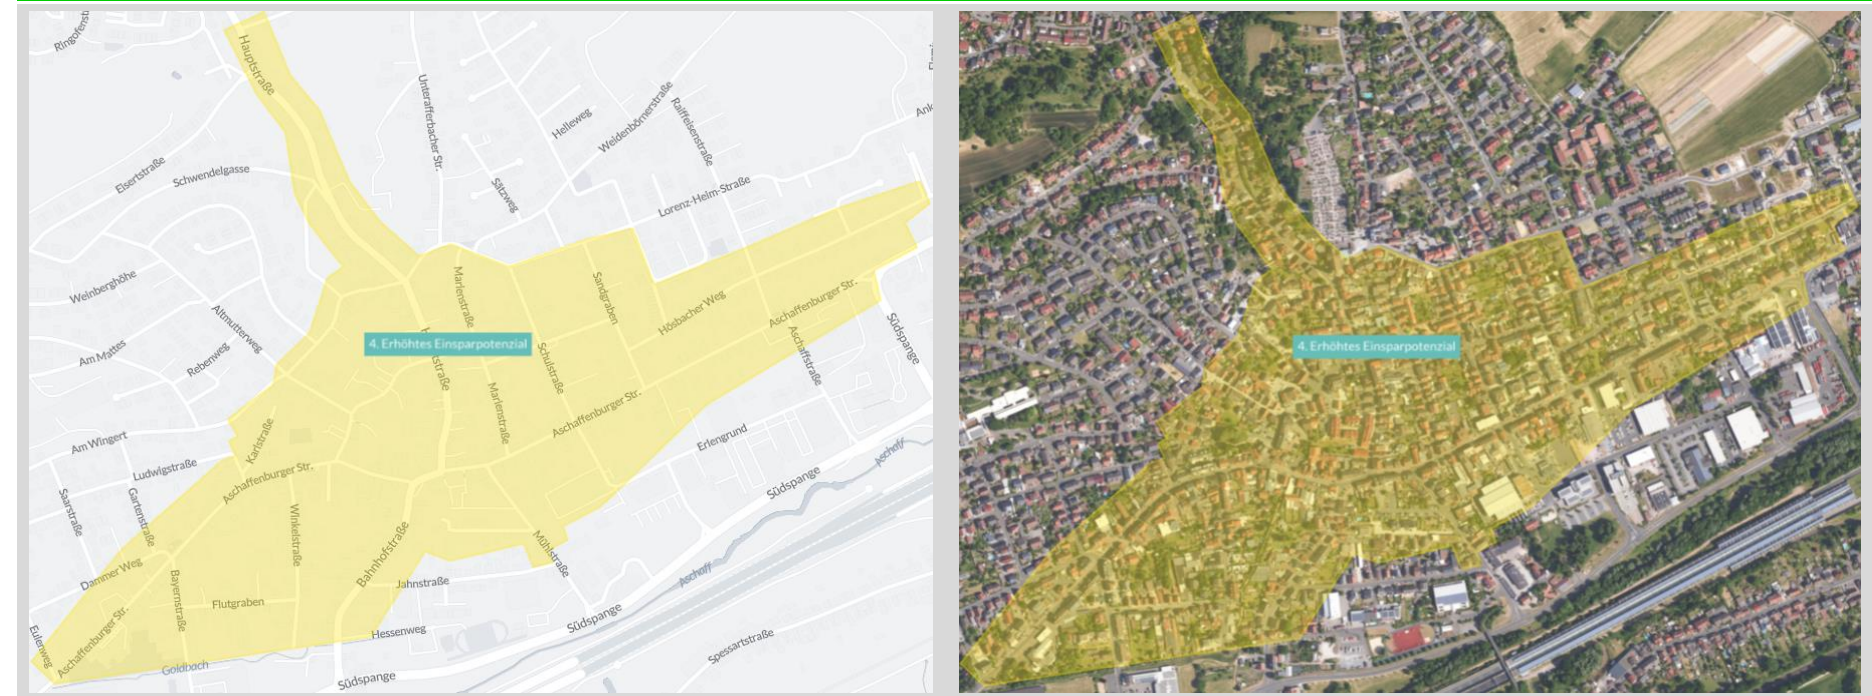 Hauptstraße
Unterafferbacher Str.
Helleweg
Weidenbörnerstraße
Raiffeisenstraße
Eisertstraße
Schwendelgasse
Sätzweg
Lorenz-Heim-Straße
Weinberghöhe
Marienstraße
Sandgraben
Hösbacher Weg
Aschaffenburger Str.
Altmutterweg
Südspange
4. Erhöhtes Einsparpotenzial
4. Erhöhtes Einsparpotenzial
Am Mattes
Rebenweg
Schulstraße
Aschaffstraße
Marienstraße
Aschaffenburger Str.
Am Wingert
Karlstraße
Erlengrund
Ludwigstraße
Aschaffenburger Str.
Aschaff
Südspange
Saarstraße
Gartenstraße
Winkelstraße
Bahnhofstraße
Mühlstraße
Dammer Weg
Bayernstraße
Jahnstraße
Aschaff
Flutgraben
Aschaffenburger Str.
Südspange
Eulenweg
Hessenweg
Spessartstraße
Goldbach
Südspange